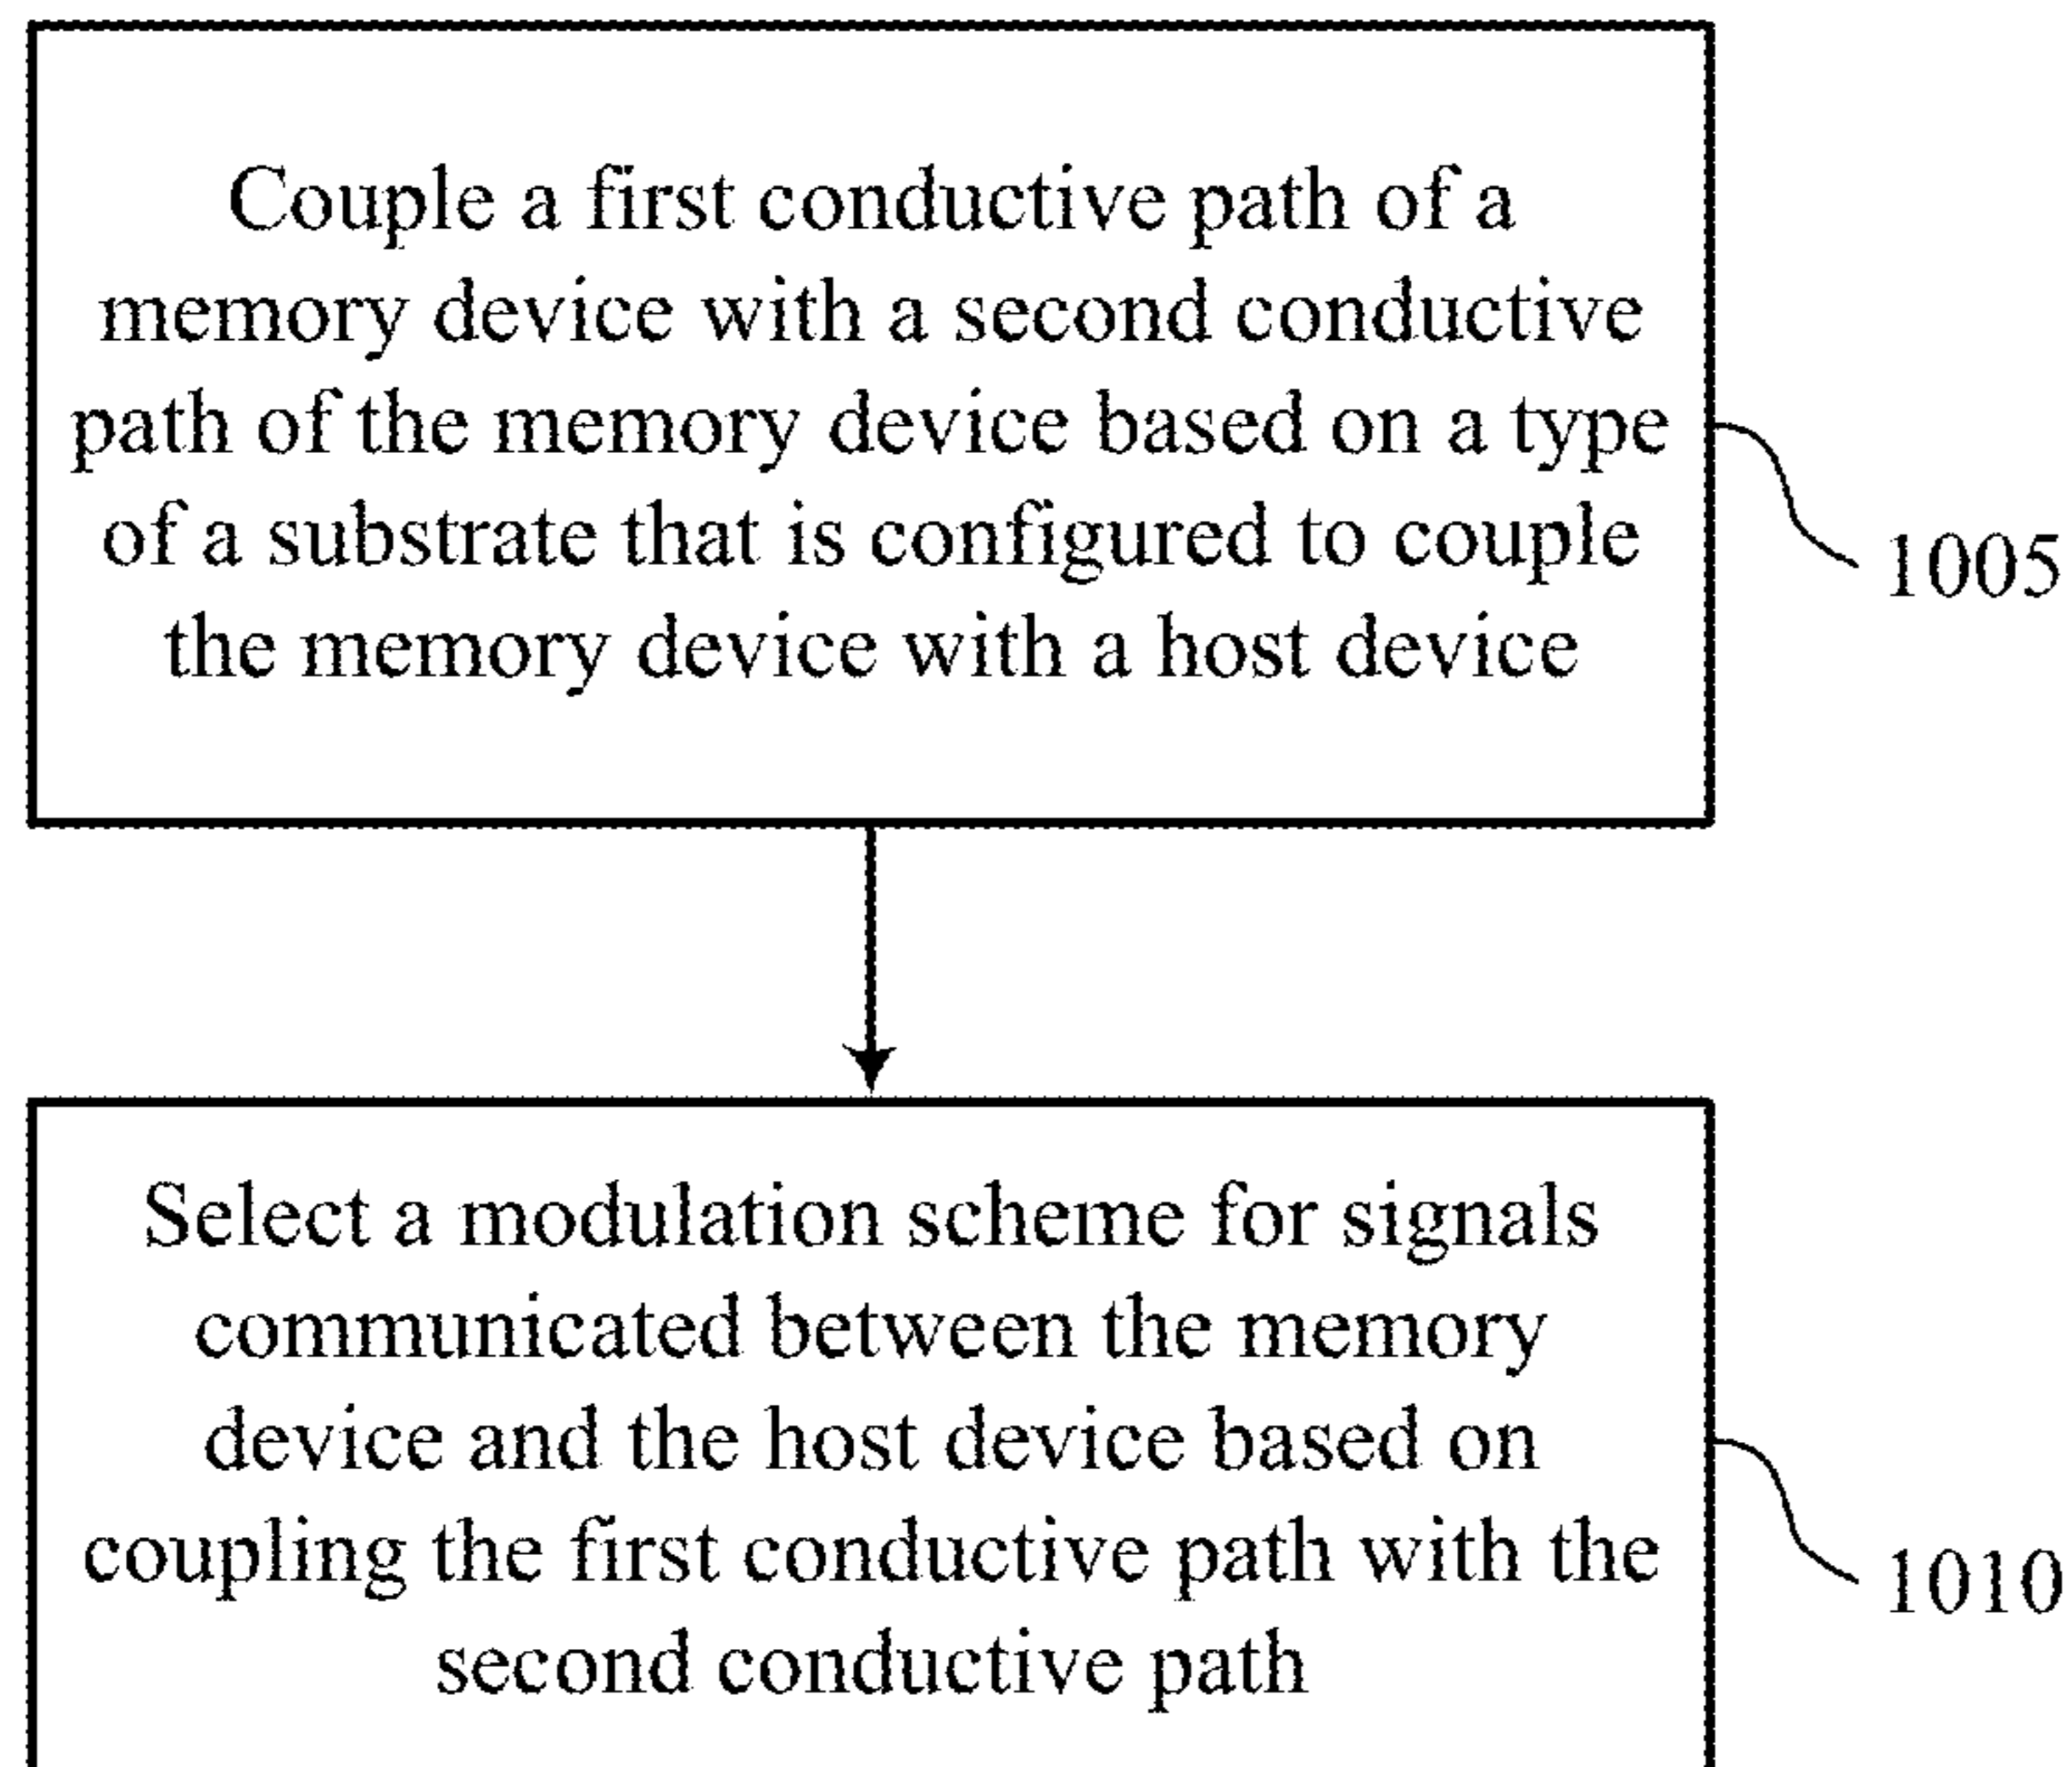 Couple a first conductive path of a
memory device with a second conductive
path of the memory device based on a type
of a substrate that is configured to couple
the memory device with a host device
1005
Select a modulation scheme for signals
communicated between the memory
device and the host device based on
coupling the first conductive path with the
second conductive path
1010